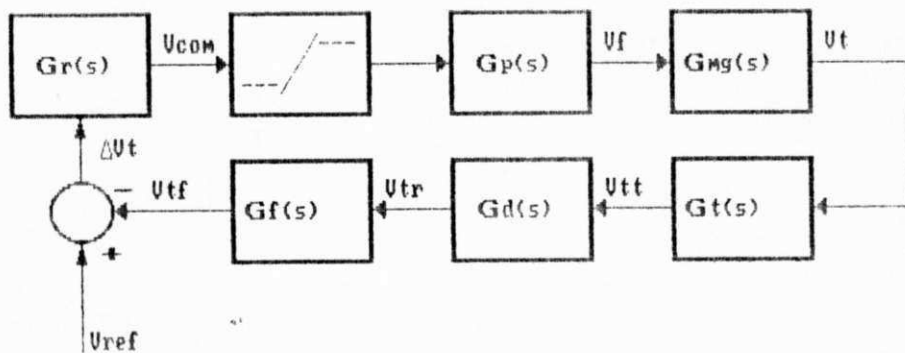 Gr(s)
Vcom
Gp(s)
Vf
Gmg(s)
Vt
ΔVt
Vtf
−
Gf(s)
Vtr
Gd(s)
Vtt
Gt(s)
+
Vref